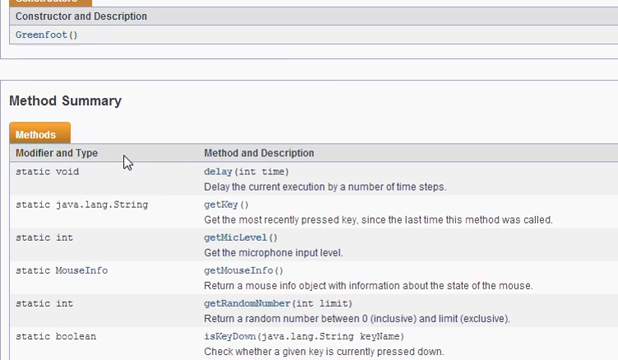 Constructors
Constructor and Description
Greenfoot()
Method Summary
Methods
Modifier and Type Method and Description
static void delay(int time)
Delay the current execution by a number of time steps.
static java.lang.String getKey()
Get the most recently pressed key, since the last time this method was called.
static int getMicLevel()
Get the microphone input level.
static MouseInfo getMouseInfo()
Return a mouse info object with information about the state of the mouse.
static int getRandomNumber(int limit)
Return a random number between 0 (inclusive) and limit (exclusive).
static boolean isKeyDown(java.lang.String keyName)
Check whether a given key is currently pressed down.